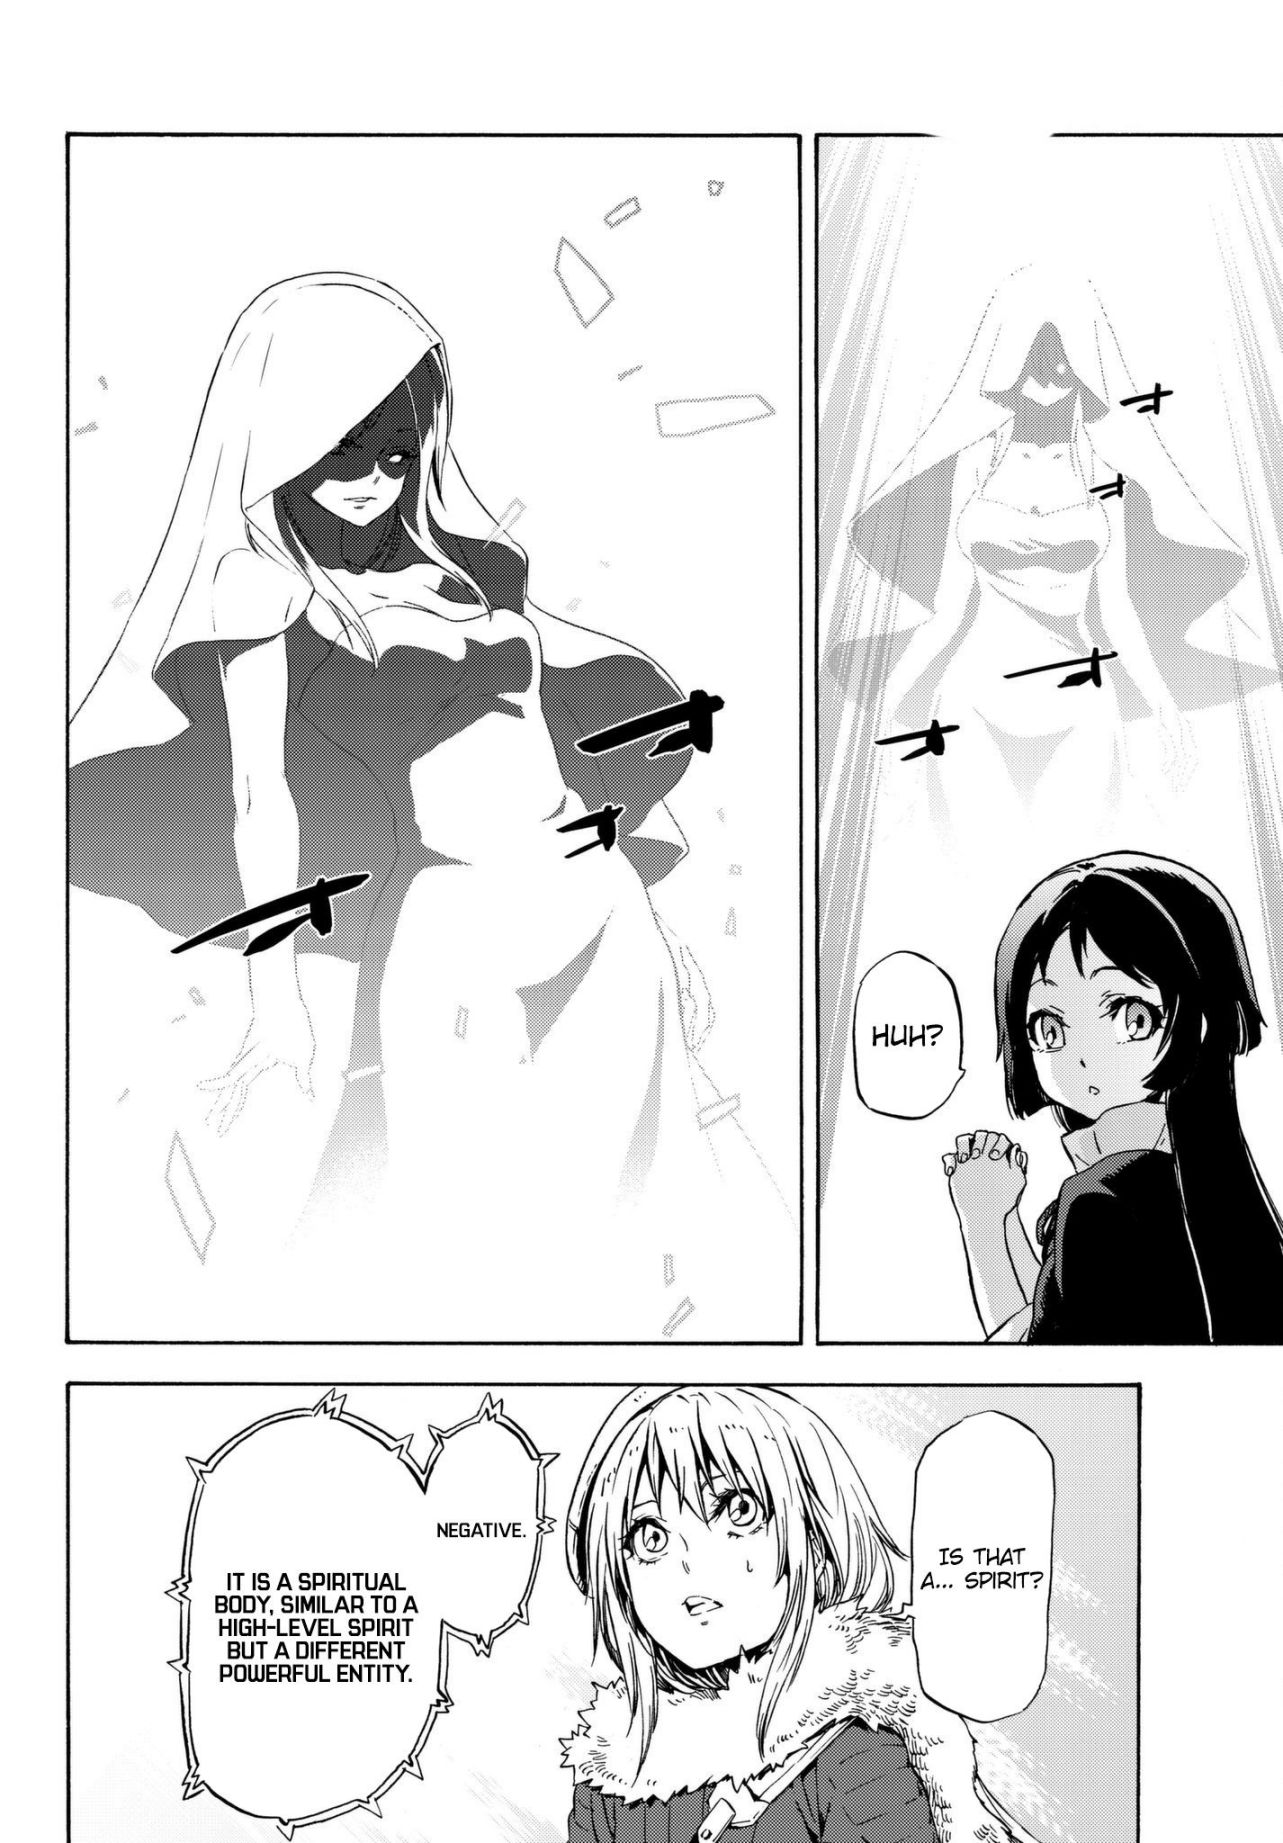 HUH?
IS THAT
A... SPIRIT?
NEGATIVE.
IT IS A SPIRITUAL
BODY, SIMILAR TO A
HIGH-LEVEL SPIRIT
BUT A DIFFERENT
POWERFUL ENTITY.